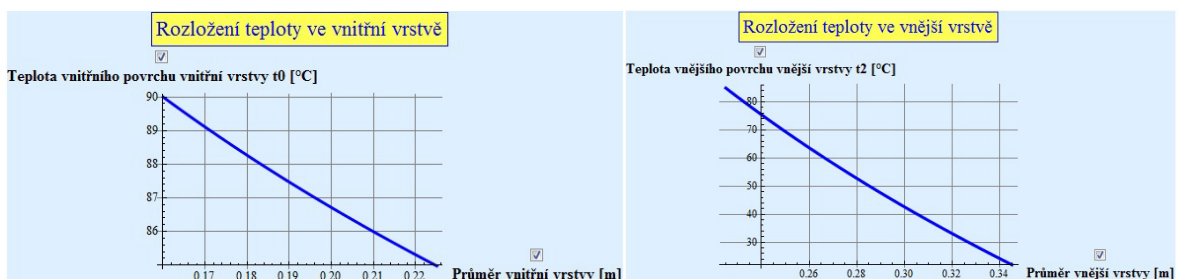 Rozložení teploty ve vnitřní vrstvě
Teplota vnitřního povrchu vnitřní vrstvy t0 [°C]
90
89
88
87
86
0.17 0.18 0.19 0.20 0.21 0.22
Průměr vnitřní vrstvy [m]
Rozložení teploty ve vnější vrstvě
Teplota vnějšího povrchu vnější vrstvy t2 [°C]
80
70
60
50
40
30
0.26 0.28 0.30 0.32 0.34
Průměr vnější vrstvy [m]